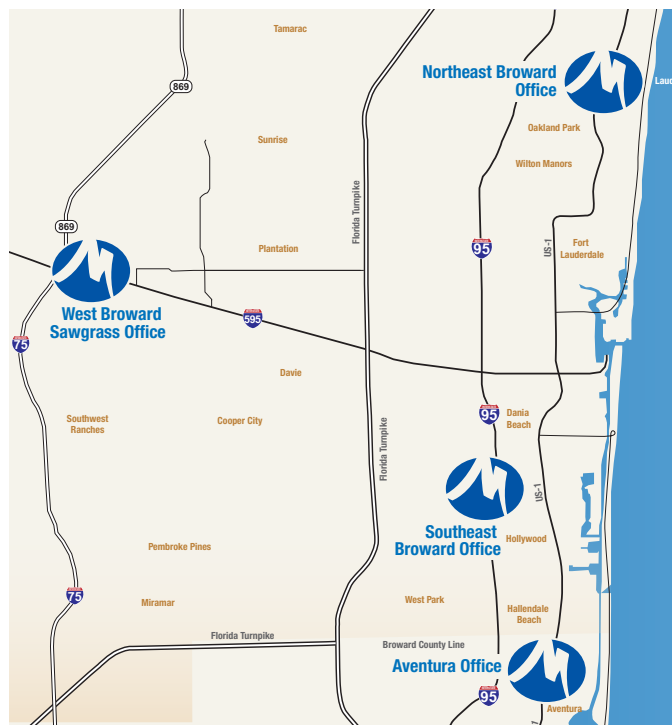 Tamarac
Northeast Broward
Office
Laud
869
Oakland Park
Sunrise
Wilton Manors
Florida Turnpike
869
Plantation
95
US-1
Fort
Lauderdale
West Broward
Sawgrass Office
595
75
Davie
Southwest
Ranches
Cooper City
95
Dania
Beach
Florida Turnpike
US-1
Southeast
Broward Office
Hollywood
Pembroke Pines
75
Miramar
West Park
Hallendale
Beach
Florida Turnpike
Broward County Line
Aventura Office
95
Aventura